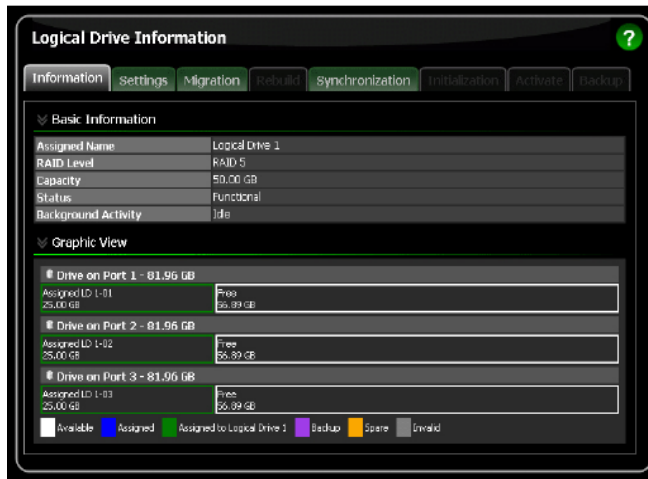 Logical Drive Information
?
Information Settings Migration Rebuild Synchronization Initialization Activate Backup
Basic Information
Assigned Name Logical Drive 1
RAID Level RAID 5
Capacity 50.00 GB
Status Functional
Background Activity Idle
Graphic View
Drive on Port 1 - 81.96 GB
Assigned LD 1-01 Free
25.00 GB 56.89 GB
Drive on Port 2 - 81.96 GB
Assigned LD 1-02 Free
25.00 GB 56.89 GB
Drive on Port 3 - 81.96 GB
Assigned LD 1-03 Free
25.00 GB 56.89 GB
Available Assigned Assigned to Logical Drive 1 Backup Spare Invalid